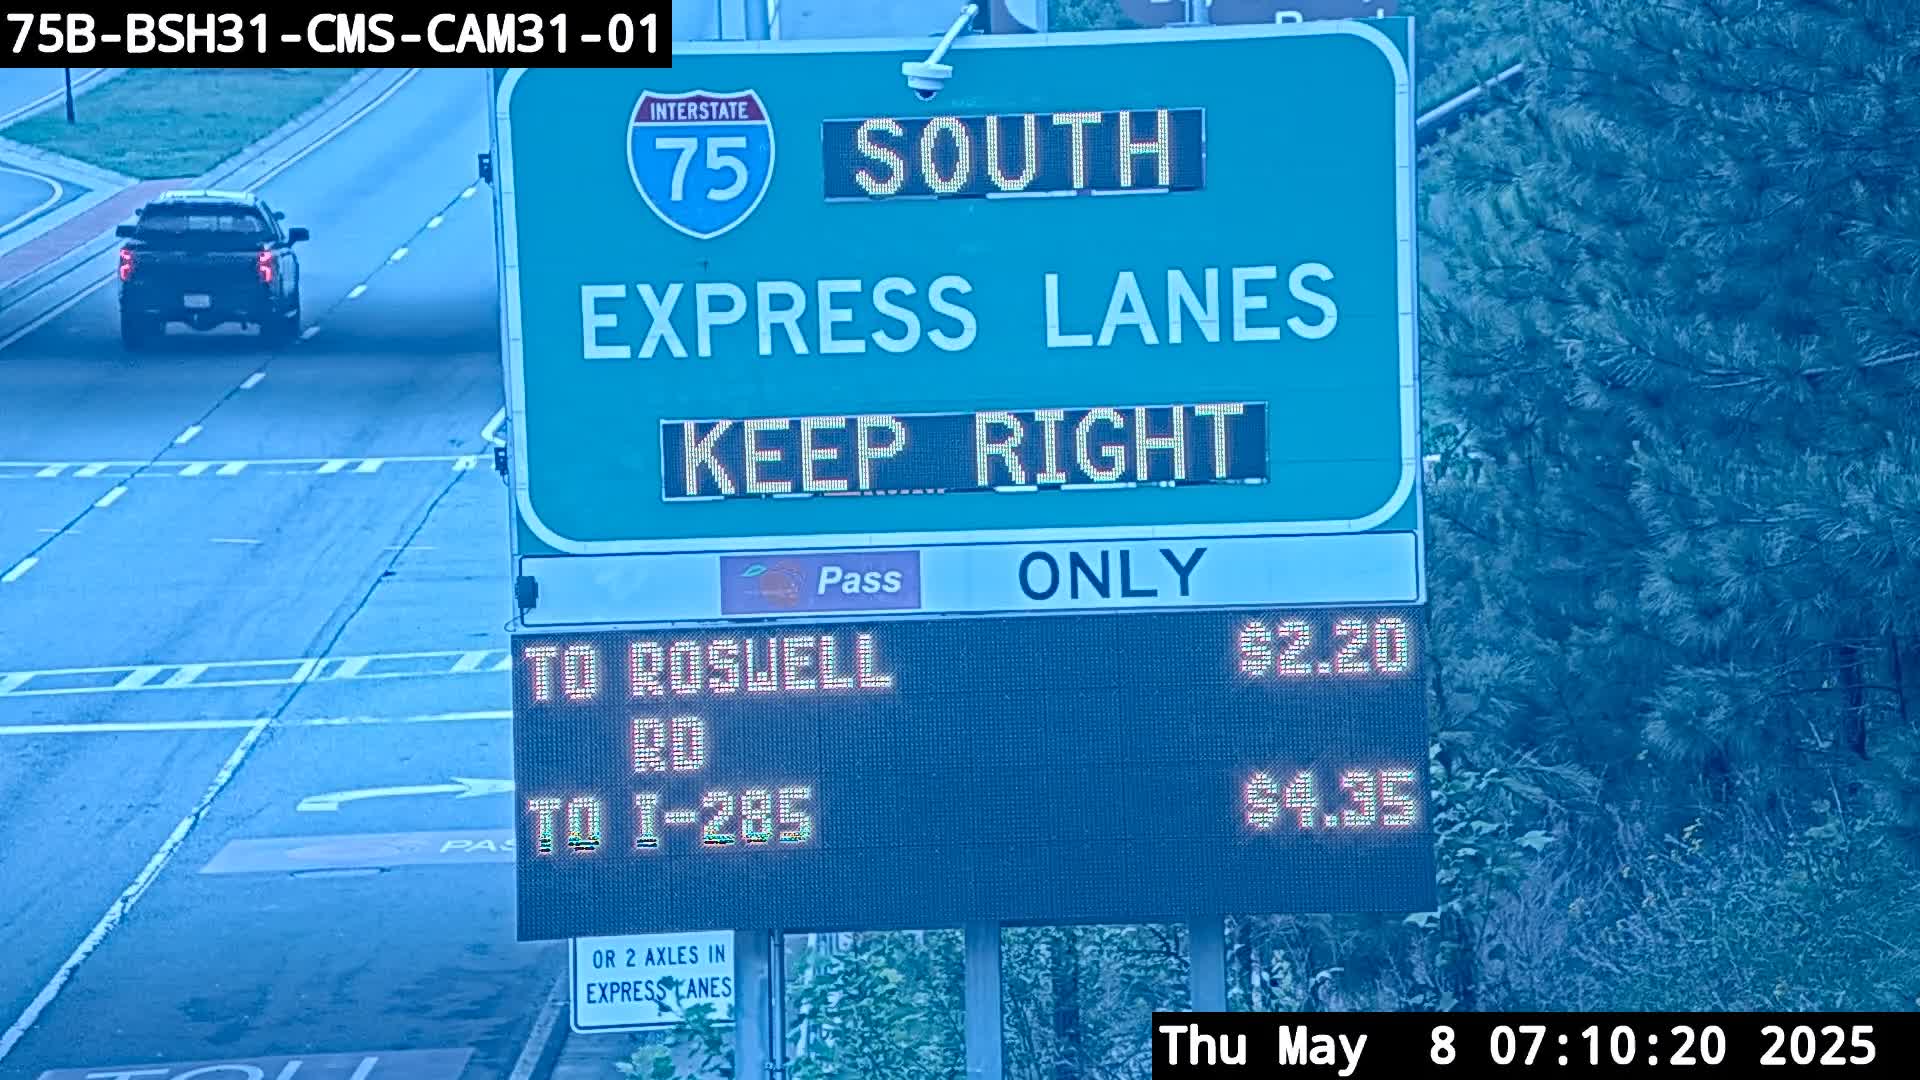 75B-BSH31-CMS-CAM31-01
INTERSTATE
75
SOUTH
EXPRESS LANES
KEEP RIGHT
Pass ONLY
TO ROSWELL $2.20
RD
TO I-285 $4.35
OR 2 AXLES IN
EXPRESS LANES
TOLL
Thu May 8 07:10:20 2025